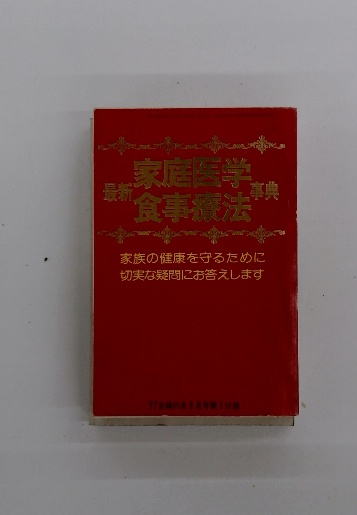 最新
家庭医学
食事療法
事典
家族の健康を守るために
切実な疑問にお答えします